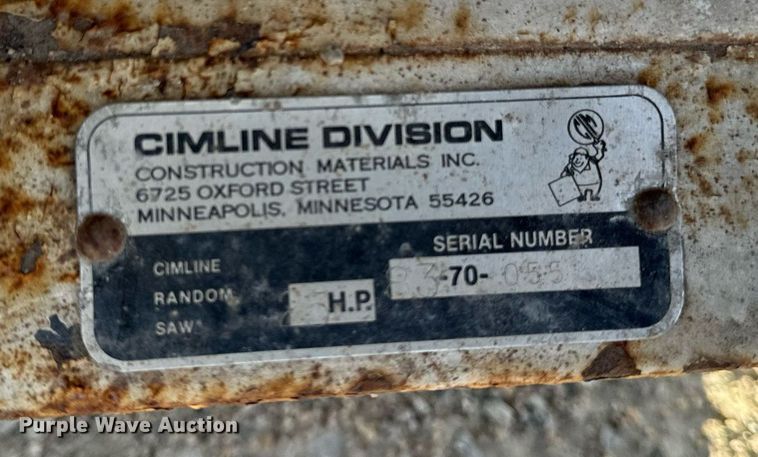 CIMLINE DIVISION
CONSTRUCTION MATERIALS INC.
6725 OXFORD STREET
MINNEAPOLIS, MINNESOTA 55426
SERIAL NUMBER
CIMLINE
RANDOM
SAW
H.P.
-70-
Purple Wave Auction®